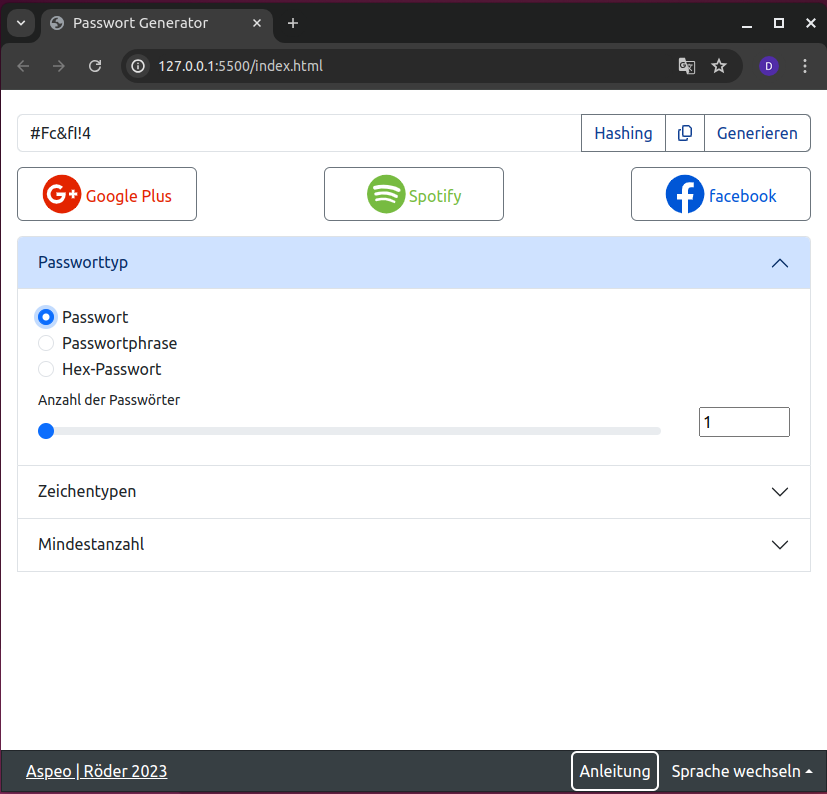 Passwort Generator
127.0.0.1:5500/index.html
D
#Fc&fI!4 Hashing Generieren
G+ Google Plus Spotify facebook
Passworttyp
Passwort
Passwortphrase
Hex-Passwort
Anzahl der Passwörter
1
Zeichentypen
Mindestanzahl
Aspeo | Röder 2023 Anleitung Sprache wechseln